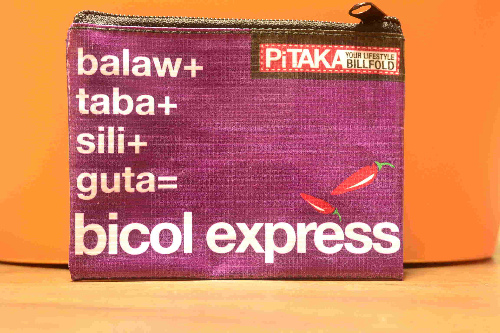 balaw+
PiTAKA YOUR LIFESTYLE BILLFOLD
taba+
sili+
guta=
bicol express